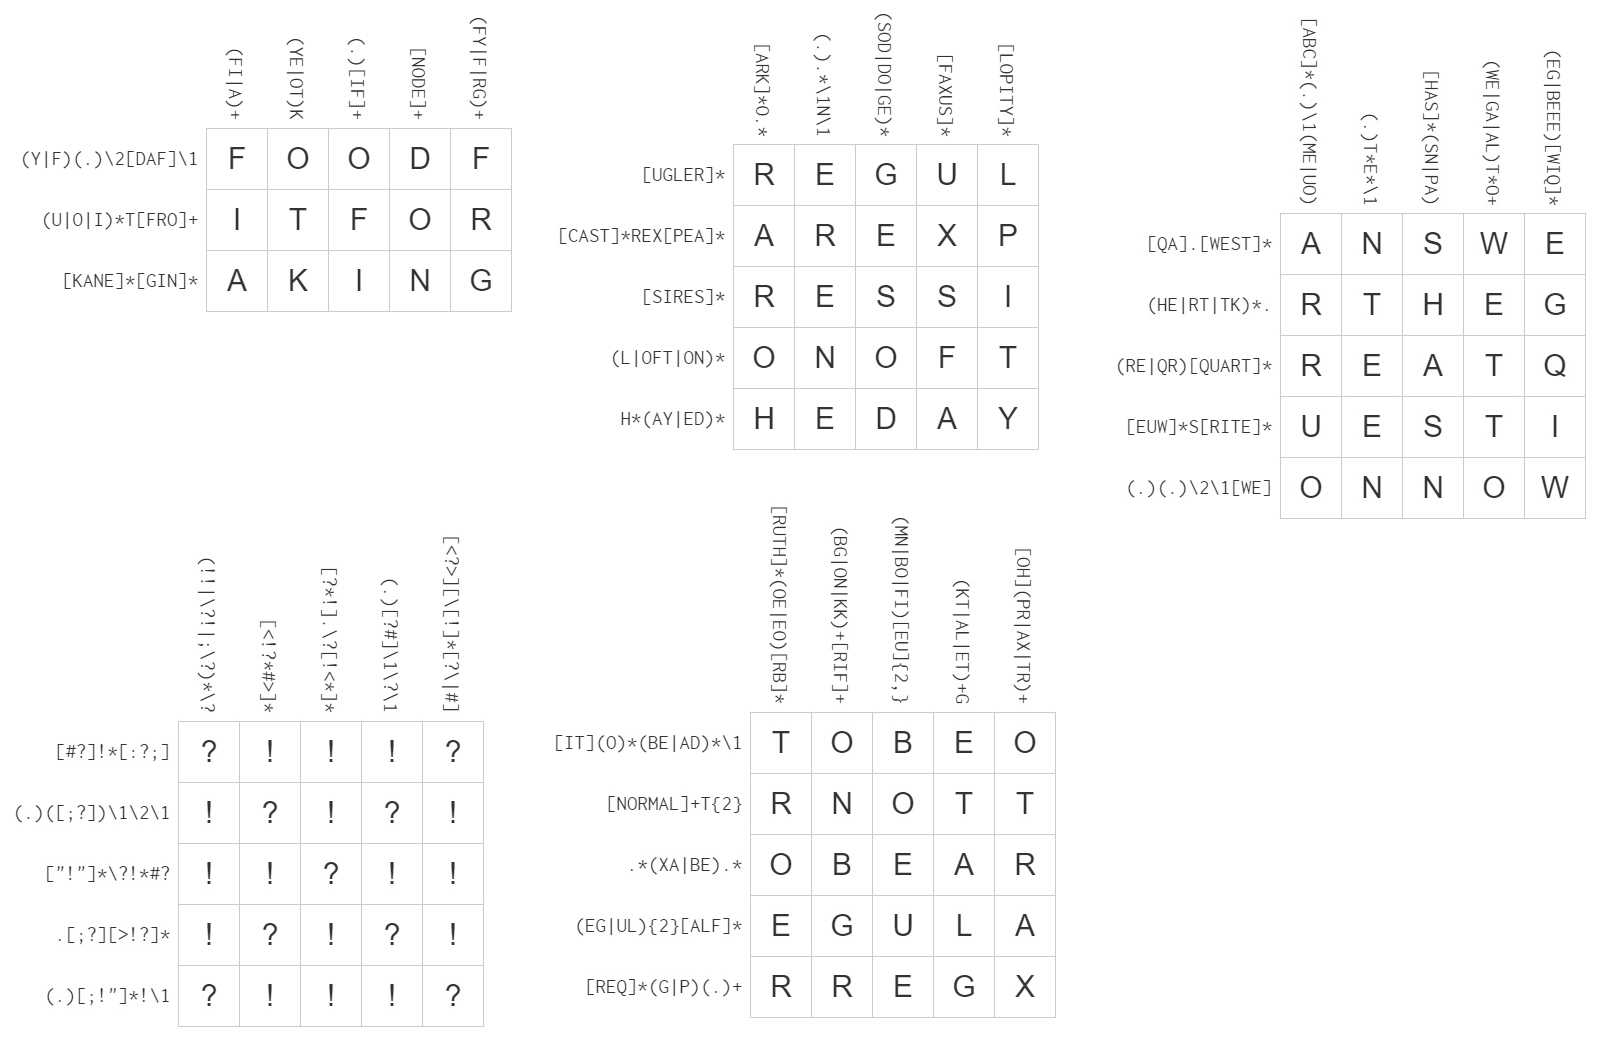 (FI|A)+
(YE|OT)K
(.)[IF]+
[NODE]+
(FY|F|RG)+
(Y|F)(.)\2[DAF]\1 F O O D F
(U|O|I)*T[FRO]+ I T F O R
[KANE]*[GIN]* A K I N G
[ARK]*O.*
(.).*\1N\1
(SOD|DO|GE)*
[FAXUS]*
[LOPITY]*
[UGLER]* R E G U L
[CAST]*REX[PEA]* A R E X P
[SIRES]* R E S S I
(L|OFT|ON)* O N O F T
H*(AY|ED)* H E D A Y
[ABC]*(.)\1(ME|UO)
(.)T*E*\1
[HAS]*(SN|PA)
(WE|GA|AL)T*O+
(EG|BEEE)[WIQ]*
[QA].[WEST]* A N S W E
(HE|RT|TK)*. R T H E G
(RE|QR)[QUART]* R E A T Q
[EUW]*S[RITE]* U E S T I
(.)(.)\2\1[WE] O N N O W
(!!|\?!|;\?)*\?
[<!?*#>]*
[?*!].\?[!<*]*
(.)[?#]\1\?\1
[<?>][\[!]*[?\|#]
[#?]!*[:?;] ? ! ! ! ?
(.)([;?])\1\2\1 ! ? ! ? !
["!"]*\?!*#? ! ! ? ! !
.[;?][>!?]* ! ? ! ? !
(.)[;!"]*!\1 ? ! ! ! ?
[RUTH]*(OE|EO)[RB]*
(BG|ON|KK)+[RIF]+
(MN|BO|FI)[EU]{2,}
(KT|AL|ET)+G
[OH](PR|AX|TR)+
[IT](O)*(BE|AD)*\1 T O B E O
[NORMAL]+T{2} R N O T T
.*(XA|BE).* O B E A R
(EG|UL){2}[ALF]* E G U L A
[REQ]*(G|P)(.)+ R R E G X